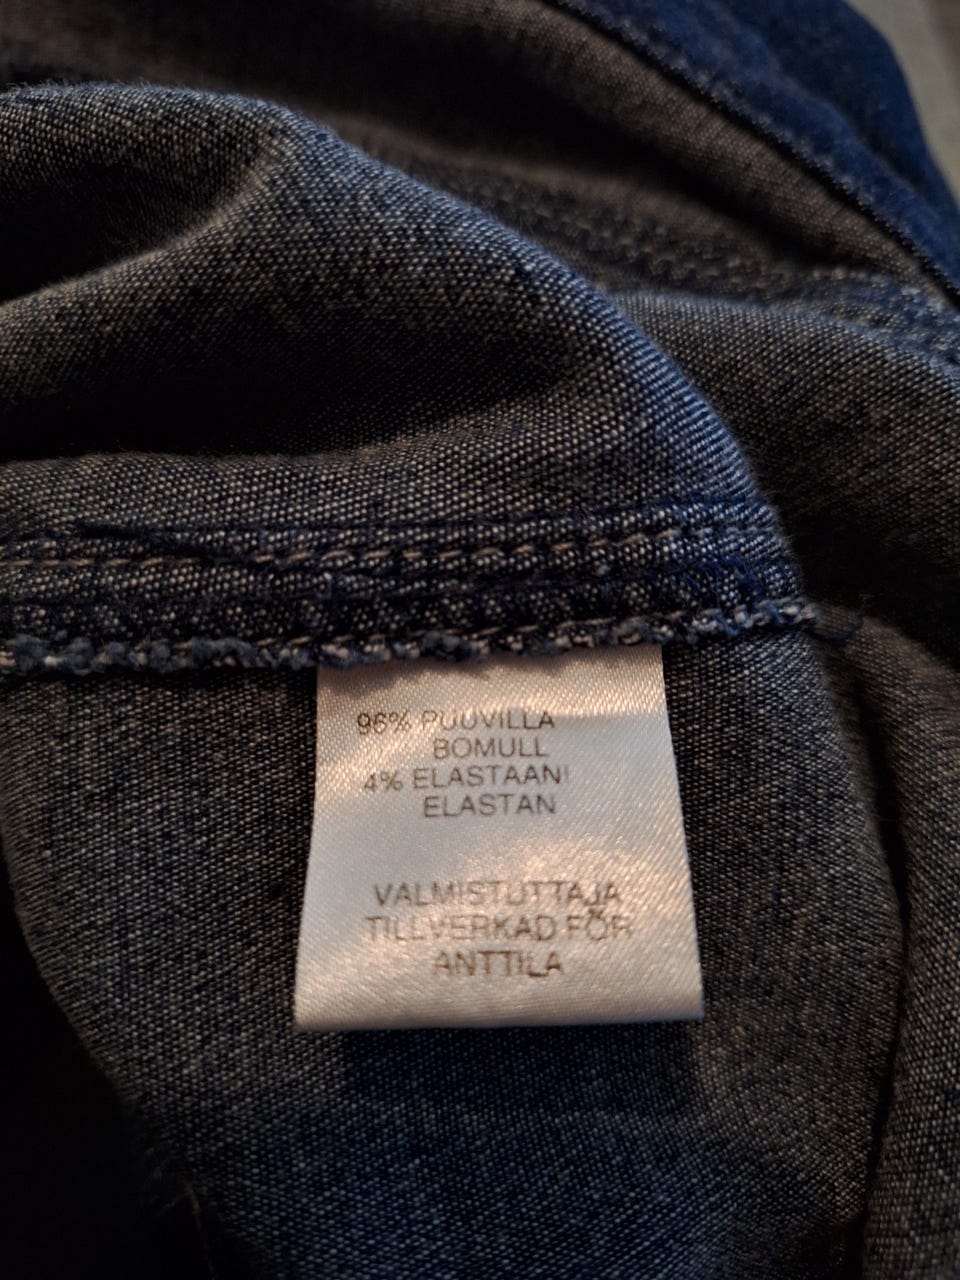 96% PUUVILLA
BOMULL
4% ELASTAANI
ELASTAN
VALMISTUTTAJA
TILLVERKAD FÖR
ANTTILA